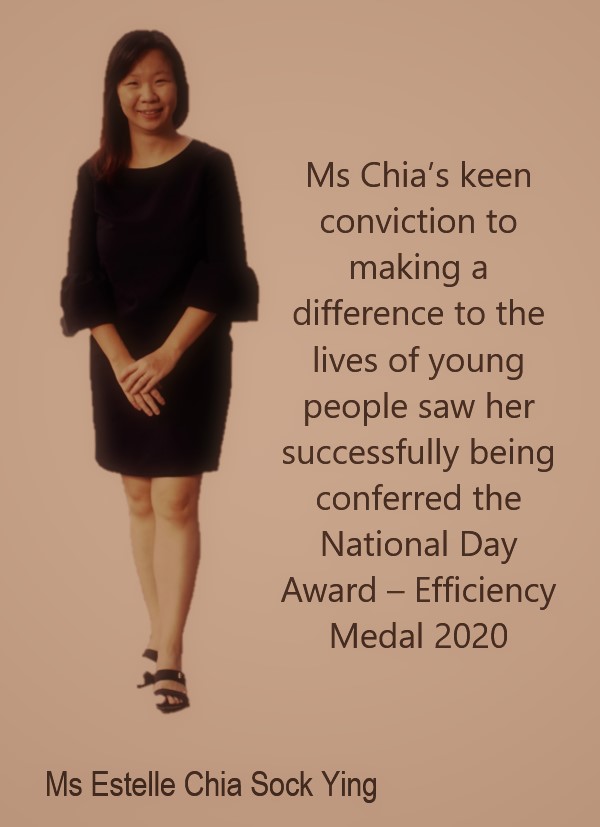 Ms Chia’s keen
conviction to
making a
difference to the
lives of young
people saw her
successfully being
conferred the
National Day
Award – Efficiency
Medal 2020
Ms Estelle Chia Sock Ying